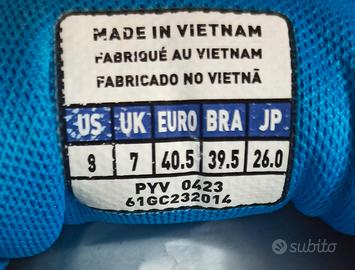 MADE IN VIETNAM
FABRIQUÉ AU VIETNAM
FABRICADO NO VIETNÃ
US UK EURO BRA JP
8 7 40.5 39.5 26.0
PYV 0423
61GC232014
subito